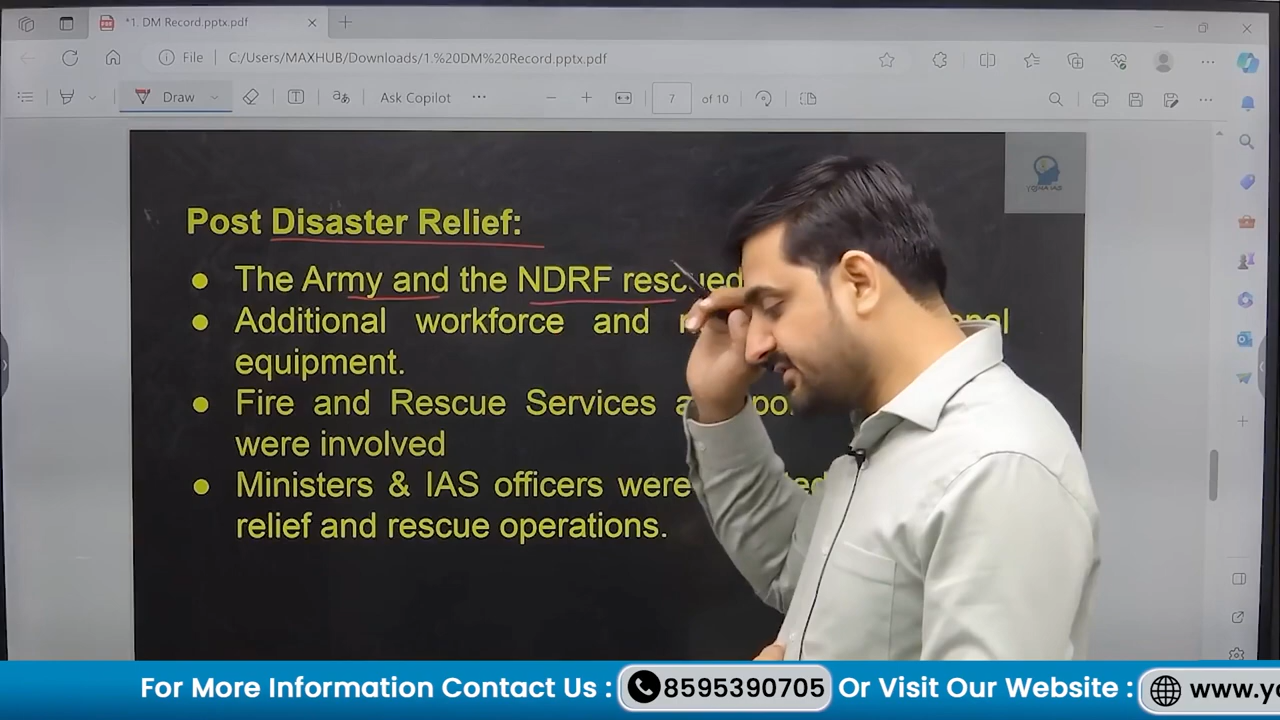 *1. DM Record.pptx.pdf
File C:/Users/MAXHUB/Downloads/1.%20DM%20Record.pptx.pdf
Draw aあ Ask Copilot 7 of 10
Post Disaster Relief:
The Army and the NDRF rescued
Additional workforce and
equipment.
Fire and Rescue Services
were involved
Ministers & IAS officers were
relief and rescue operations.
For More Information Contact Us : 8595390705 Or Visit Our Website : www.yo